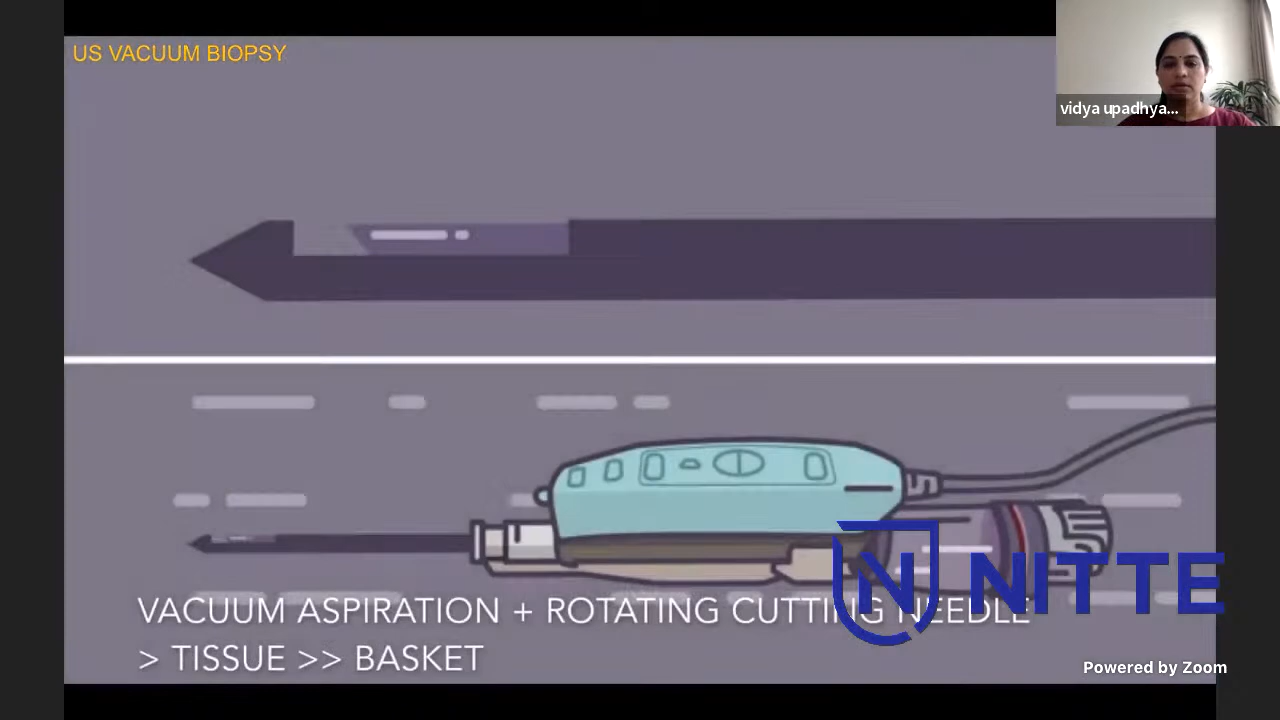 US VACUUM BIOPSY
vidya upadhya...
VACUUM ASPIRATION + ROTATING CUTTING NEEDLE
> TISSUE >> BASKET
N NITTE
Powered by Zoom